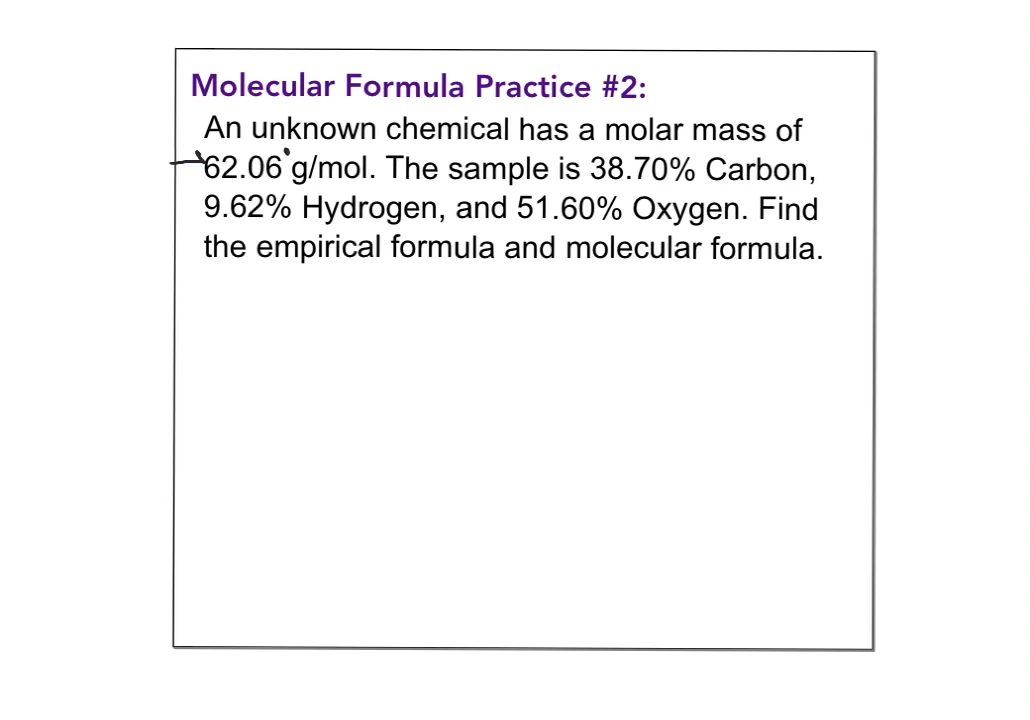 Molecular Formula Practice #2:
An unknown chemical has a molar mass of
62.06 g/mol. The sample is 38.70% Carbon,
9.62% Hydrogen, and 51.60% Oxygen. Find
the empirical formula and molecular formula.